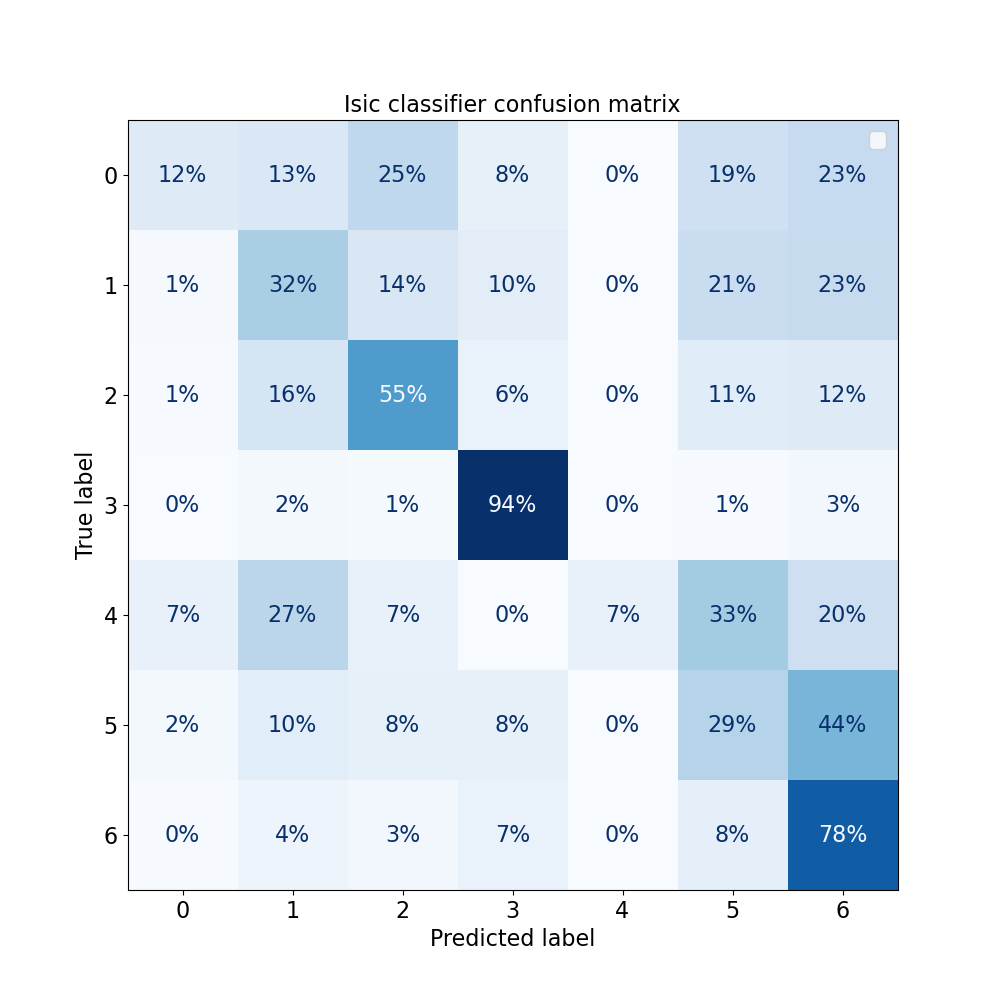 Isic classifier confusion matrix
0 12% 13% 25% 8% 0% 19% 23%
1 1% 32% 14% 10% 0% 21% 23%
2 1% 16% 55% 6% 0% 11% 12%
3 0% 2% 1% 94% 0% 1% 3%
4 7% 27% 7% 0% 7% 33% 20%
5 2% 10% 8% 8% 0% 29% 44%
6 0% 4% 3% 7% 0% 8% 78%
True label
0 1 2 3 4 5 6
Predicted label